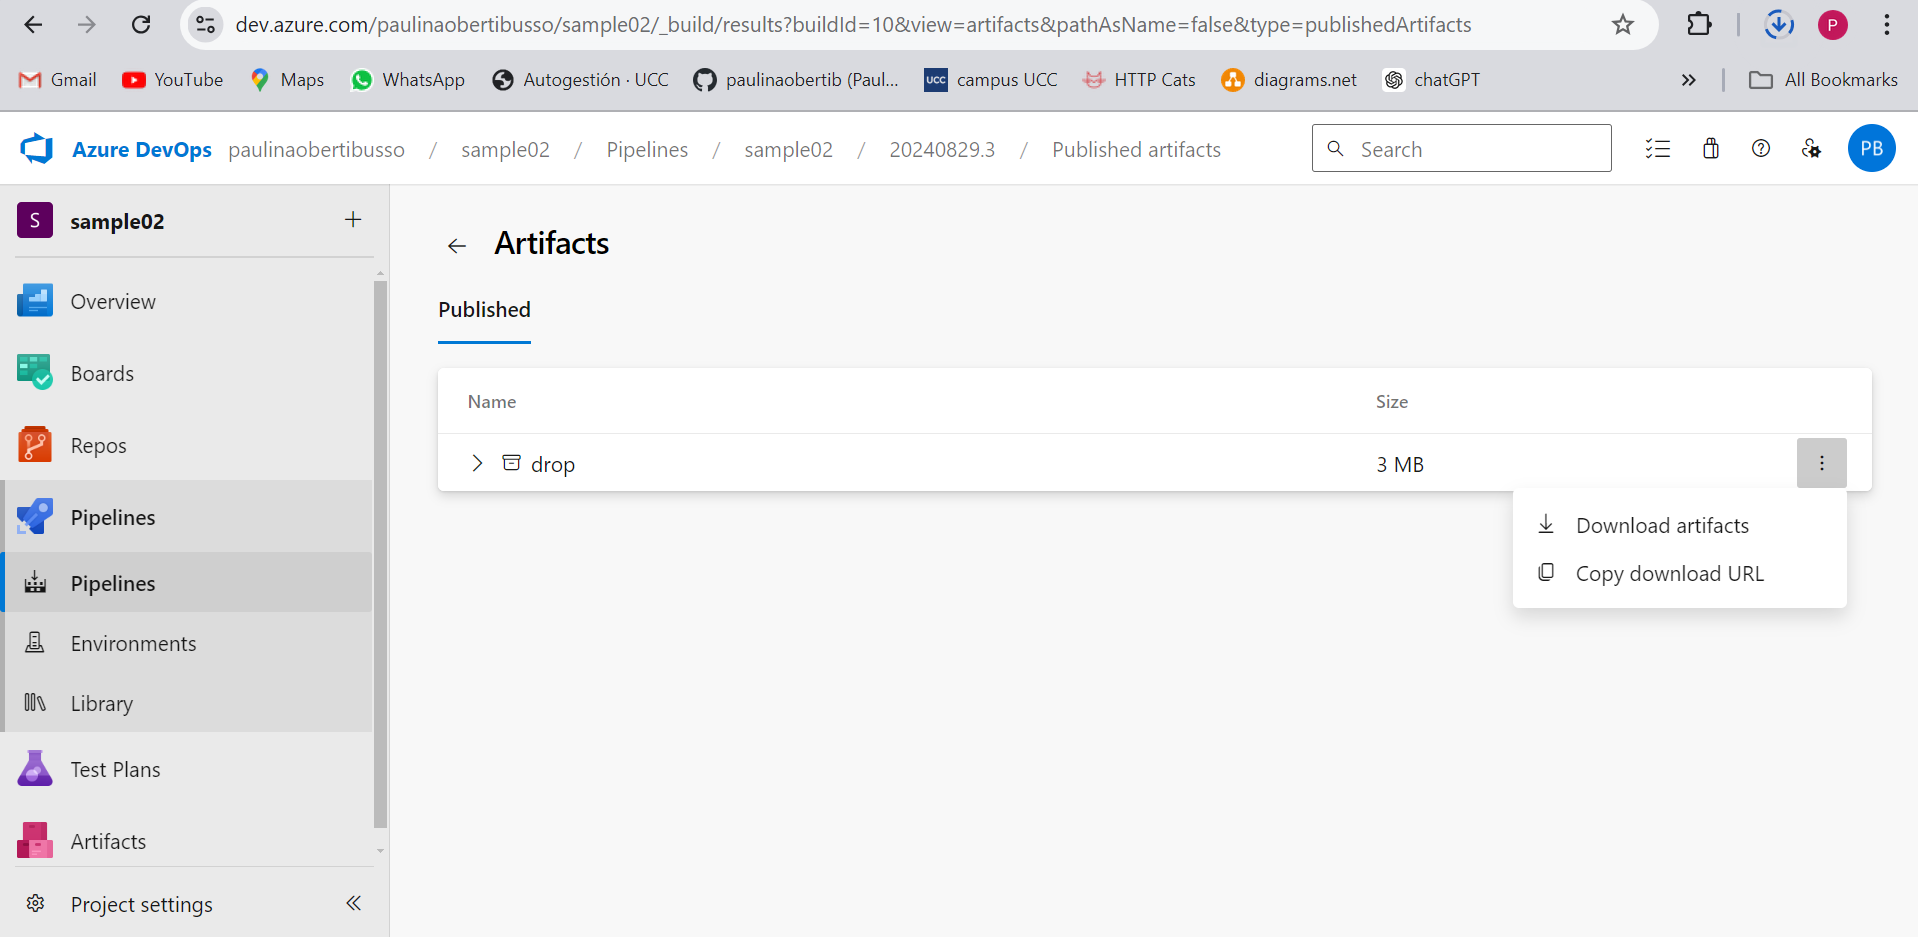 dev.azure.com/paulinaobertibusso/sample02/_build/results?buildId=10&view=artifacts&pathAsName=false&type=publishedArtifacts
P
Gmail YouTube Maps WhatsApp Autogestión · UCC paulinaobertib (Paul... UCC campus UCC HTTP Cats diagrams.net chatGPT » All Bookmarks
Azure DevOps paulinaobertibusso / sample02 / Pipelines / sample02 / 20240829.3 / Published artifacts
Search
PB
S sample02 +
Overview
Boards
Repos
Pipelines
Pipelines
Environments
Library
Test Plans
Artifacts
Project settings
Artifacts
Published
Name Size
drop 3 MB
Download artifacts
Copy download URL